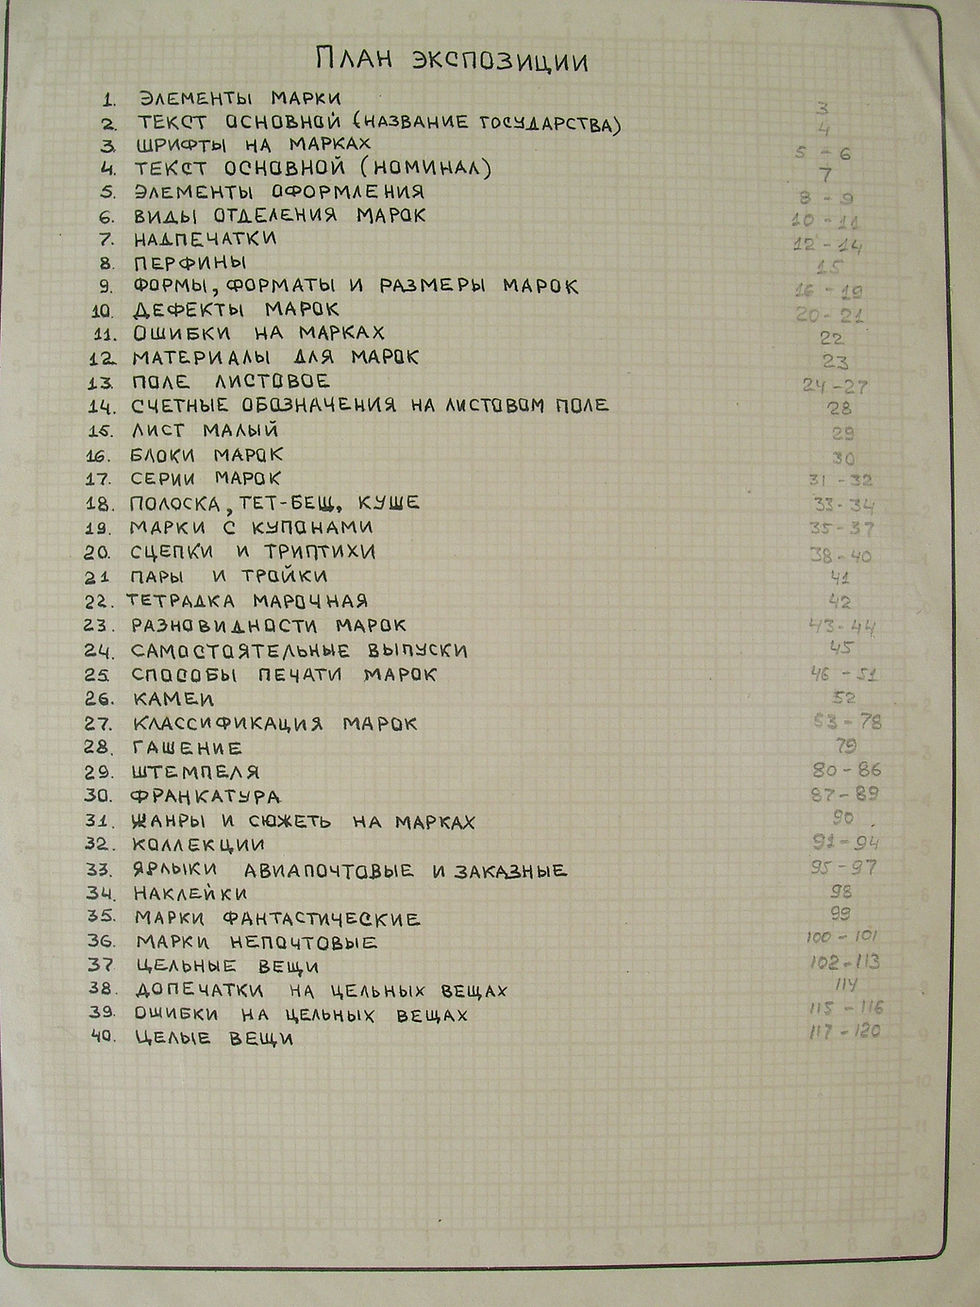 План экспозиции
1. Элементы марки 3
2. Текст основной (название государства) 4
3. Шрифты на марках 5 - 6
4. Текст основной (номинал) 7
5. Элементы оформления 8 - 9
6. Виды отделения марок 10 - 11
7. Надпечатки 12 - 14
8. Перфины 15
9. Формы, форматы и размеры марок 16 - 19
10. Дефекты марок 20 - 21
11. Ошибки на марках 22
12. Материалы для марок 23
13. Поле листовое 24 - 27
14. Счетные обозначения на листовом поле 28
15. Лист малый 29
16. Блоки марок 30
17. Серии марок 31 - 32
18. Полоска, тет-бещ, куше 33 - 34
19. Марки с купонами 35 - 37
20. Сцепки и триптихи 38 - 40
21 Пары и тройки 41
22. Тетрадка марочная 42
23. Разновидности марок 43 - 44
24. Самостоятельные выпуски 45
25. Способы печати марок 46 - 51
26. Камеи 52
27. Классификация марок 53 - 78
28. Гашение 79
29. Штемпеля 80 - 86
30. Франкатура 87 - 89
31. Жанры и сюжеть на марках 90
32. Коллекции 91 - 94
33. Ярлыки авиапочтовые и заказные 95 - 97
34. Наклейки 98
35. Марки фантастические 99
36. Марки непочтовые 100 - 101
37 Цельные вещи 102 - 113
38. Допечатки на цельных вещах 114
39. Ошибки на цельных вещах 115 - 116
40. Целые вещи 117 - 120